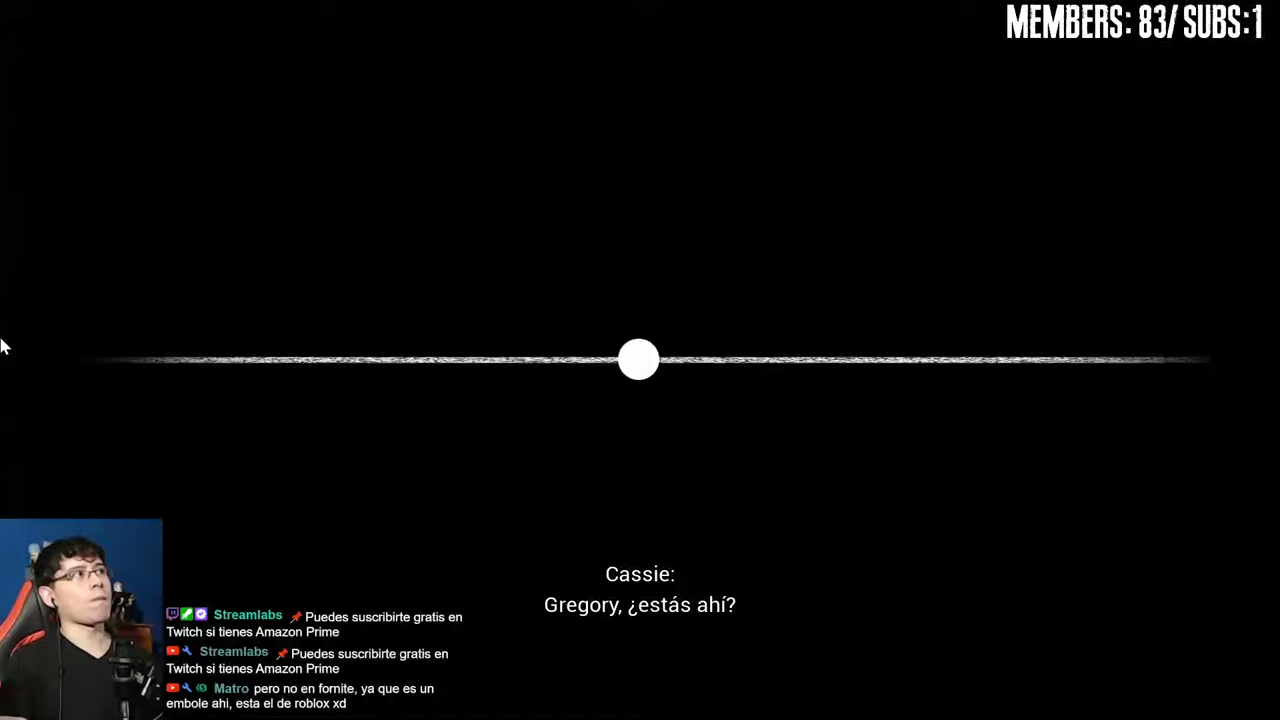 MEMBERS: 83/ SUBS:1
Cassie:
Gregory, ¿estás ahí?
Streamlabs 📌 Puedes suscribirte gratis en
Twitch si tienes Amazon Prime
Streamlabs 📌 Puedes suscribirte gratis en
Twitch si tienes Amazon Prime
Matro pero no en fornite, ya que es un
embole ahi, esta el de roblox xd